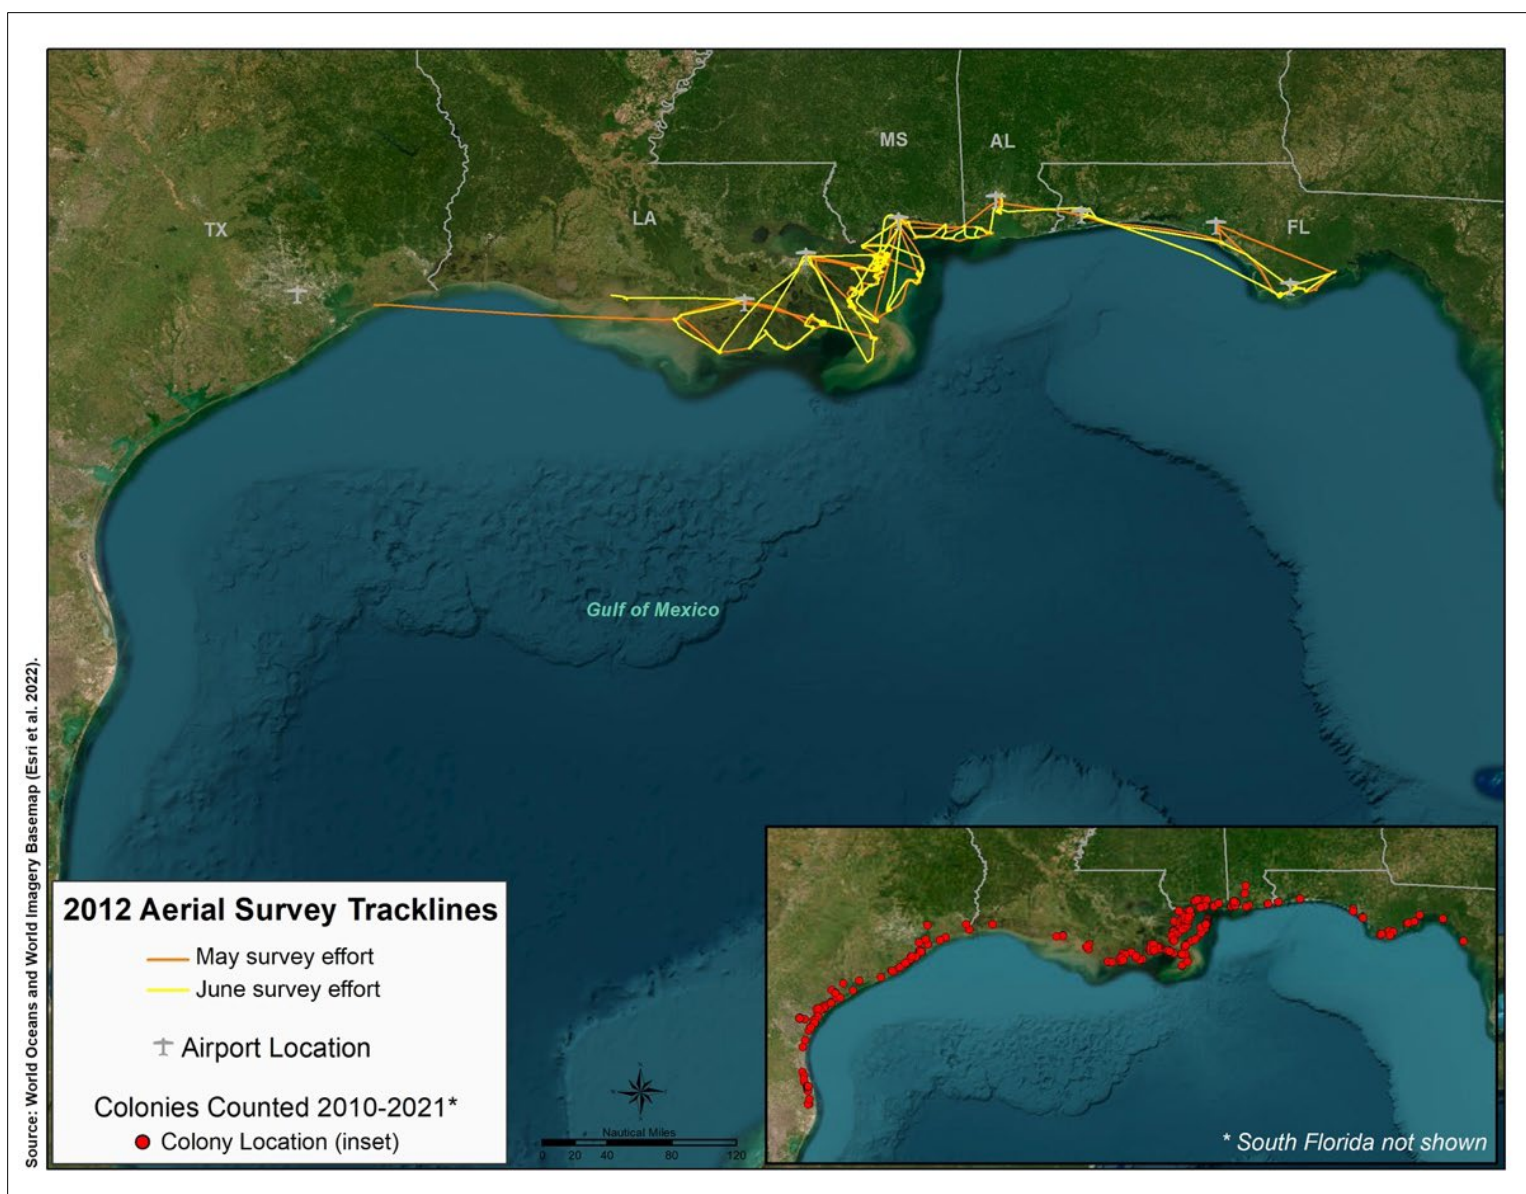 MS
AL
LA
TX
FL
Gulf of Mexico
2012 Aerial Survey Tracklines
May survey effort
June survey effort
Airport Location
Colonies Counted 2010-2021*
Colony Location (inset)
Nautical Miles
0 20 40 80 120
* South Florida not shown
Source: World Oceans and World Imagery Basemap (Esri et al. 2022).